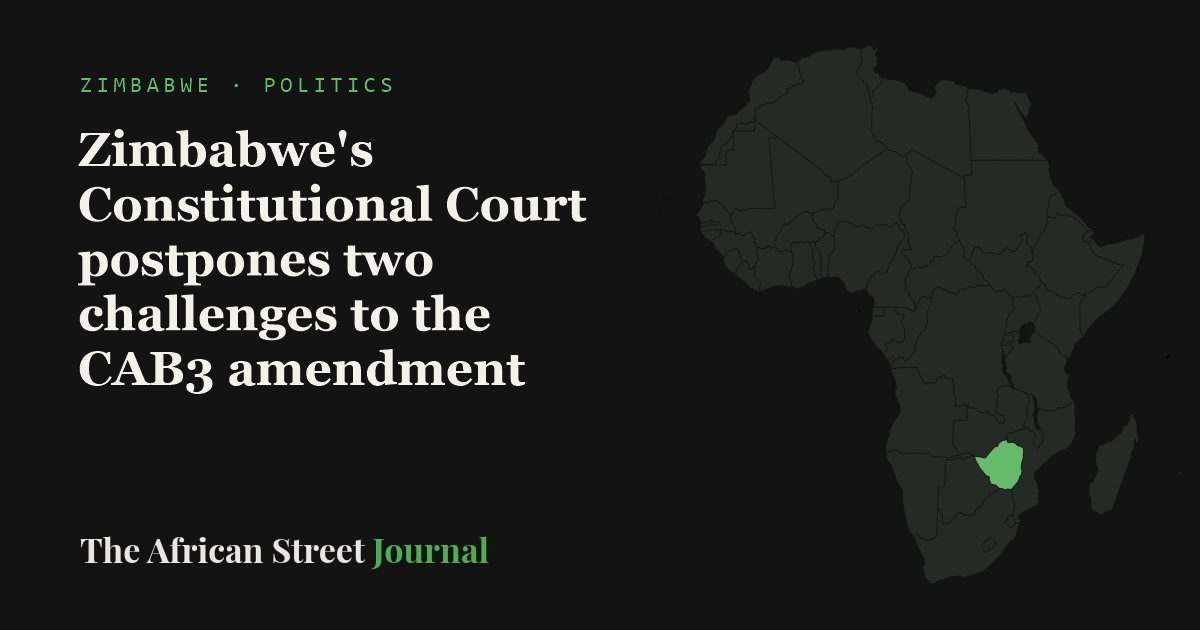 ZIMBABWE · POLITICS
Zimbabwe's
Constitutional Court
postpones two
challenges to the
CAB3 amendment
The African Street Journal